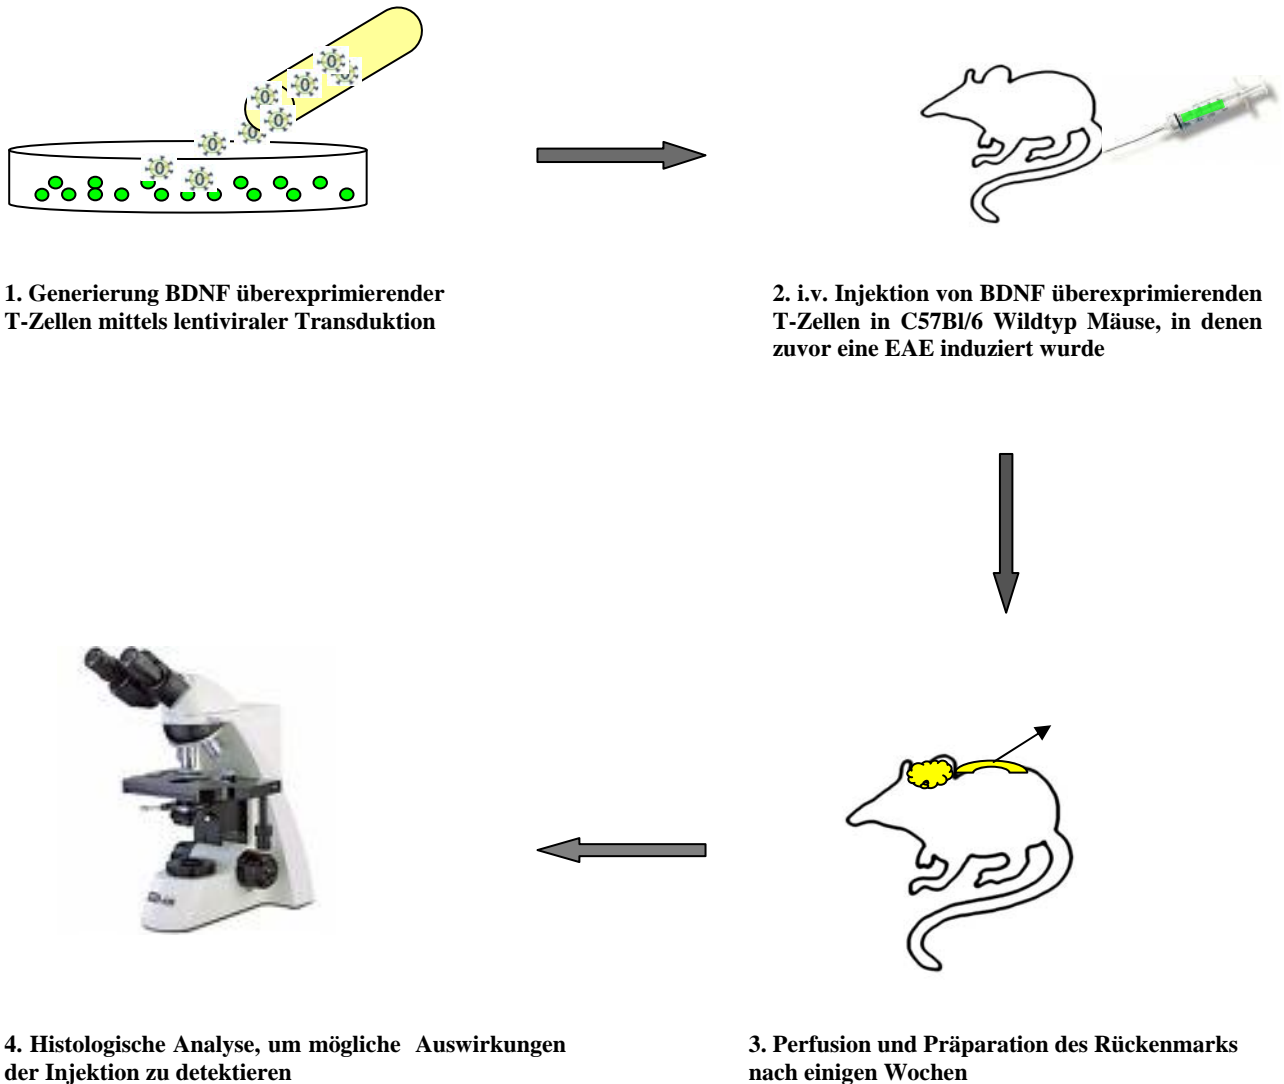 1. Generierung BDNF überexprimierender
T-Zellen mittels lentiviraler Transduktion
2. i.v. Injektion von BDNF überexprimierenden
T-Zellen in C57Bl/6 Wildtyp Mäuse, in denen
zuvor eine EAE induziert wurde
3. Perfusion und Präparation des Rückenmarks
nach einigen Wochen
4. Histologische Analyse, um mögliche Auswirkungen
der Injektion zu detektieren